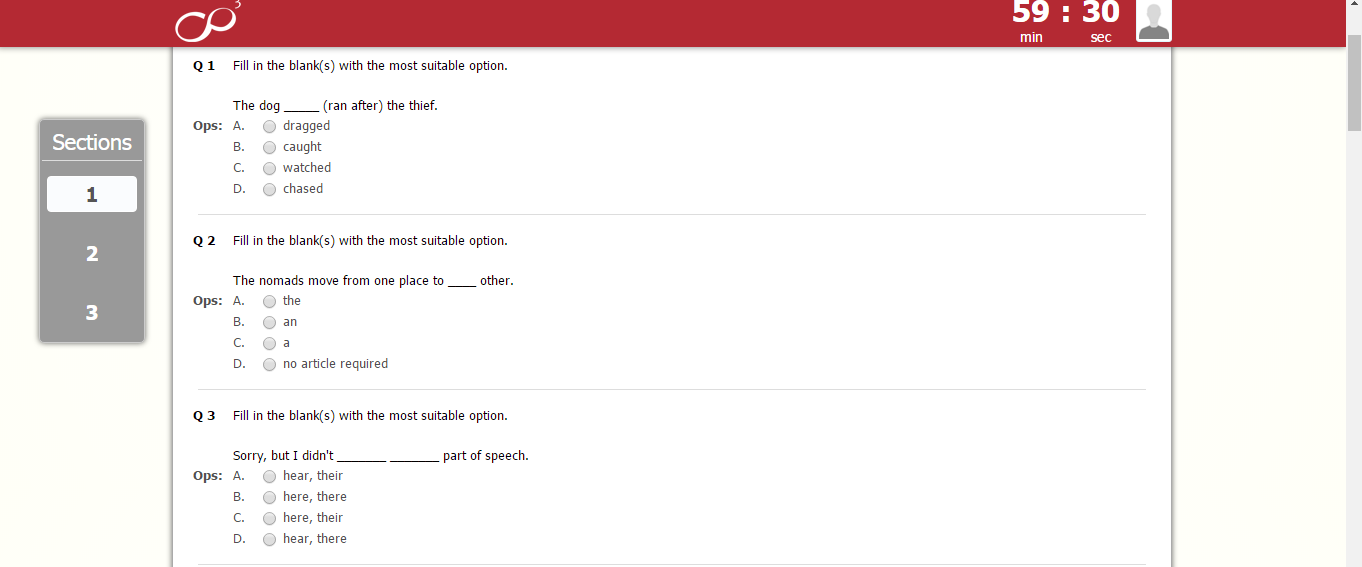 3
59 : 30
min sec
Sections
1
2
3
Q 1 Fill in the blank(s) with the most suitable option.
The dog _____ (ran after) the thief.
Ops: A. dragged
B. caught
C. watched
D. chased
Q 2 Fill in the blank(s) with the most suitable option.
The nomads move from one place to ____ other.
Ops: A. the
B. an
C. a
D. no article required
Q 3 Fill in the blank(s) with the most suitable option.
Sorry, but I didn't _______ _______ part of speech.
Ops: A. hear, their
B. here, there
C. here, their
D. hear, there